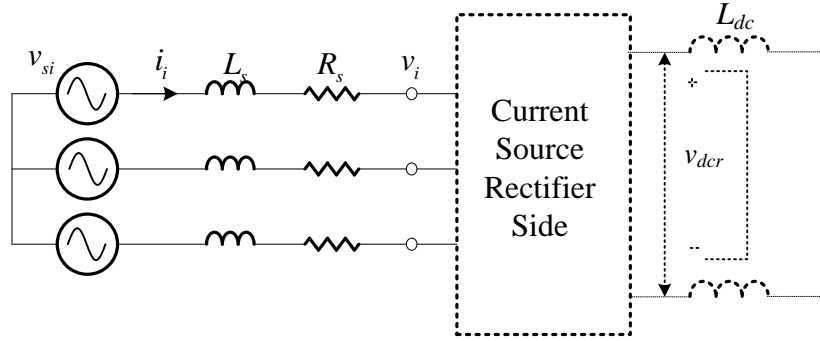 v_si i_i L_s R_s v_i
Current
Source
Rectifier
Side
L_dc
+
v_dcr
-